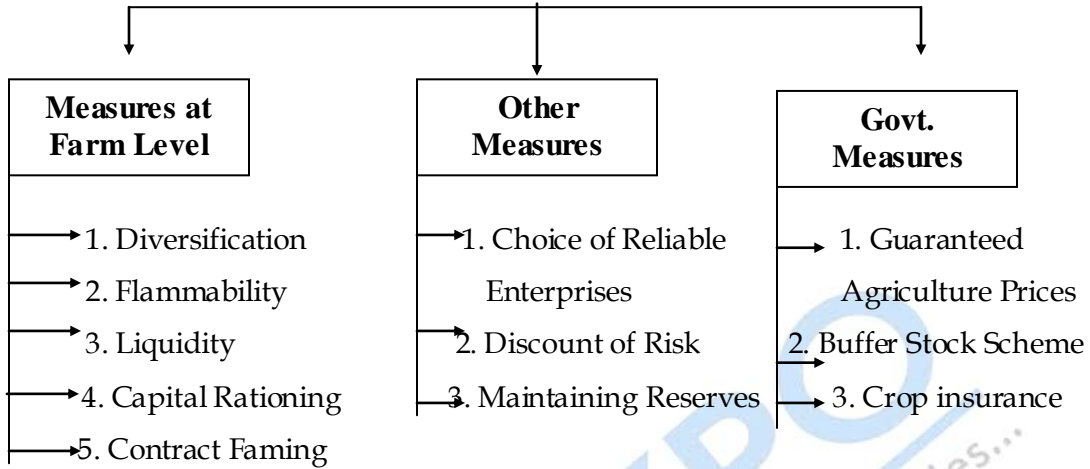 Measures at
Farm Level
1. Diversification
2. Flammability
3. Liquidity
4. Capital Rationing
5. Contract Faming
Other
Measures
1. Choice of Reliable
Enterprises
2. Discount of Risk
3. Maintaining Reserves
Govt.
Measures
1. Guaranteed
Agriculture Prices
2. Buffer Stock Scheme
3. Crop insurance